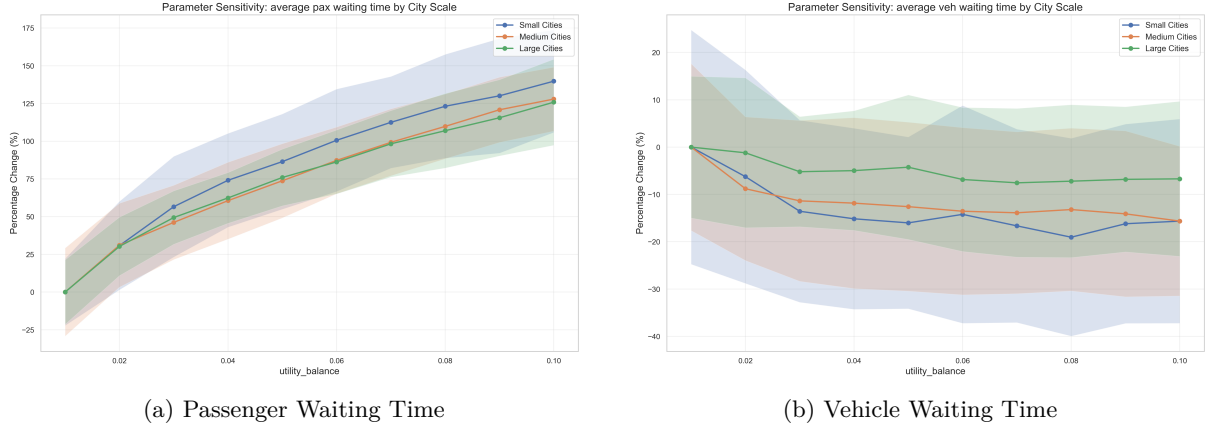 Parameter Sensitivity: average pax waiting time by City Scale
Small Cities
Medium Cities
Large Cities
175
150
125
100
75
50
25
0
−25
Percentage Change (%)
0.02
0.04
0.06
0.08
0.10
utility_balance
(a) Passenger Waiting Time
Parameter Sensitivity: average veh waiting time by City Scale
Small Cities
Medium Cities
Large Cities
20
10
0
−10
−20
−30
−40
Percentage Change (%)
0.02
0.04
0.06
0.08
0.10
utility_balance
(b) Vehicle Waiting Time